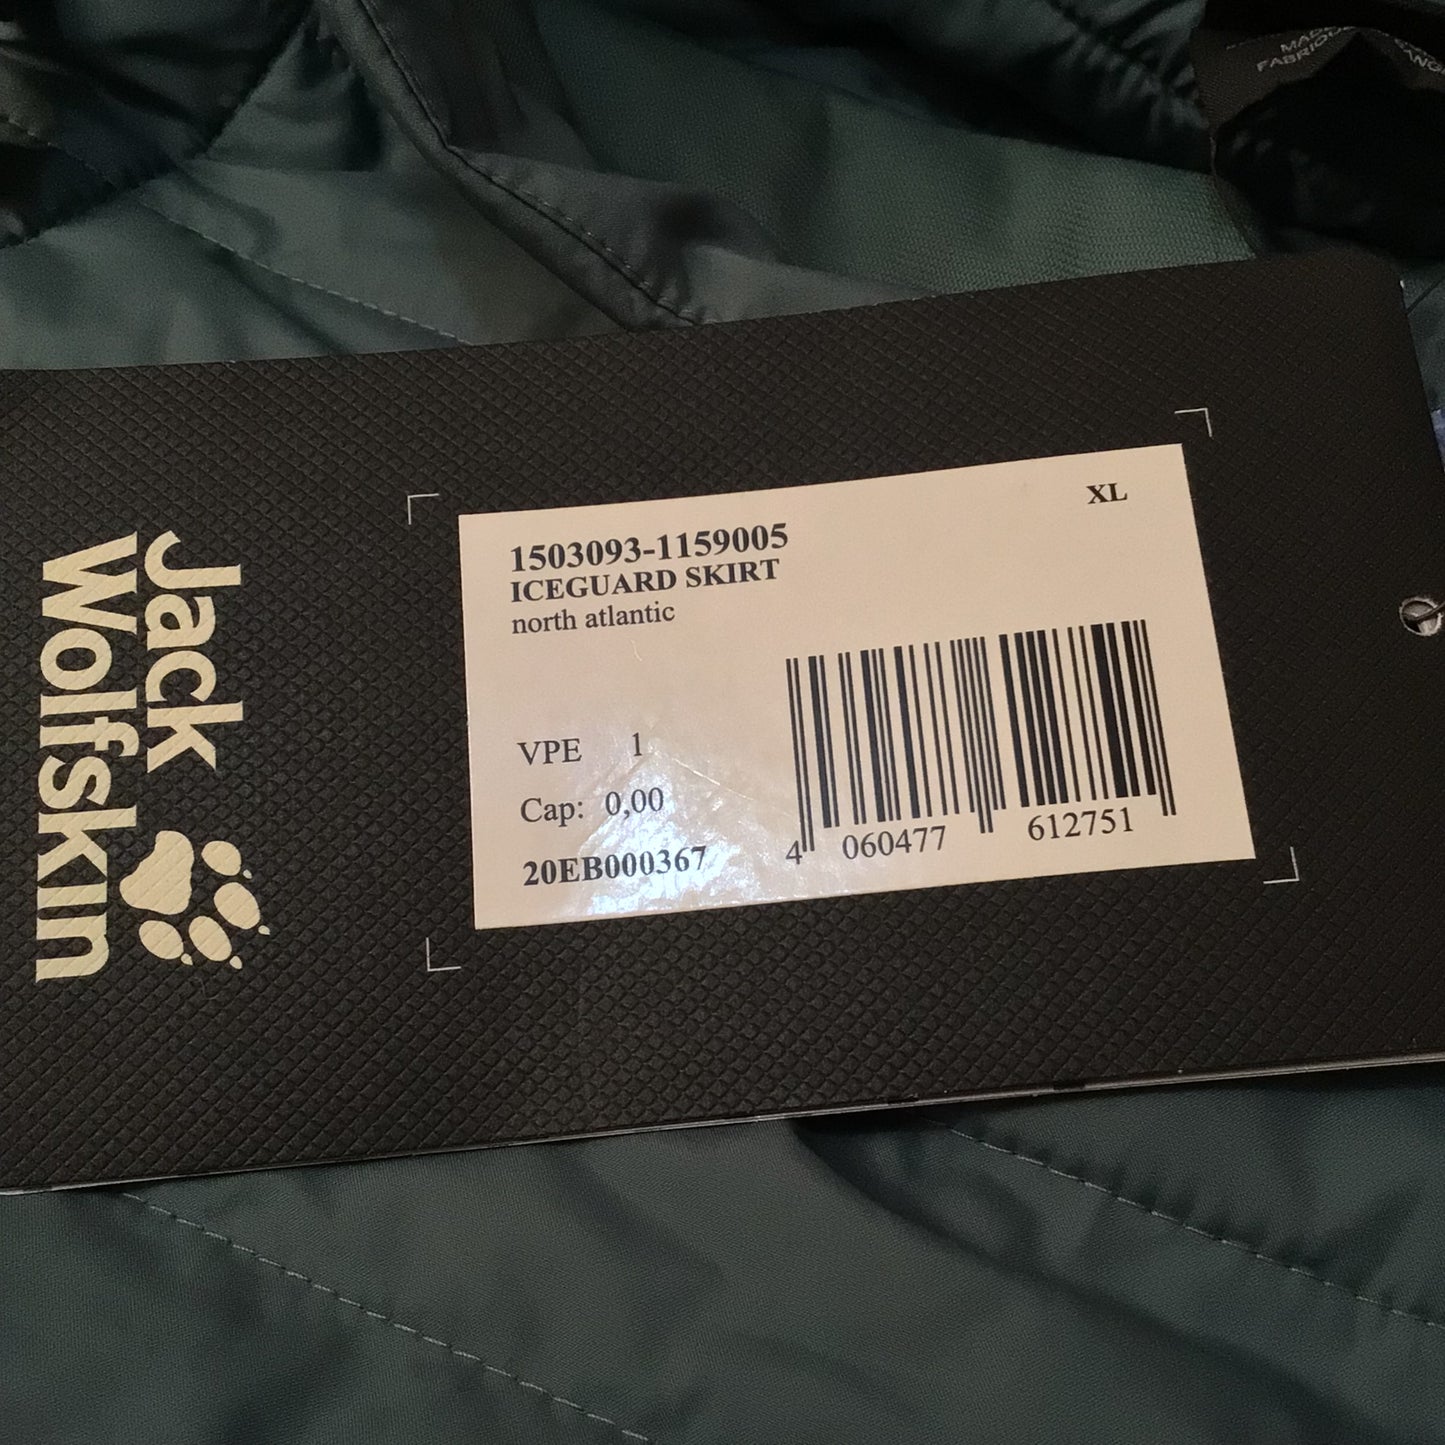 Jack
Wolfskin
XL
1503093-1159005
ICEGUARD SKIRT
north atlantic
VPE 1
Cap: 0,00
20EB000367
4 060477 612751